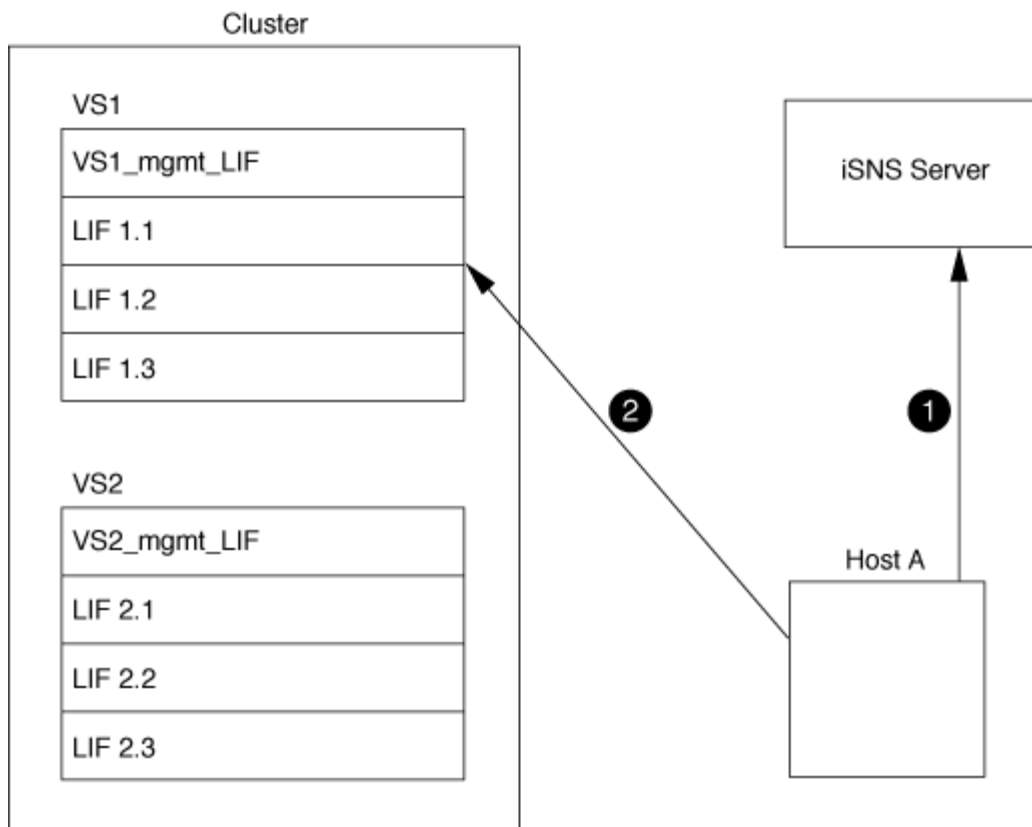 Cluster
VS1
VS1_mgmt_LIF
LIF 1.1
LIF 1.2
LIF 1.3
VS2
VS2_mgmt_LIF
LIF 2.1
LIF 2.2
LIF 2.3
iSNS Server
2
1
Host A